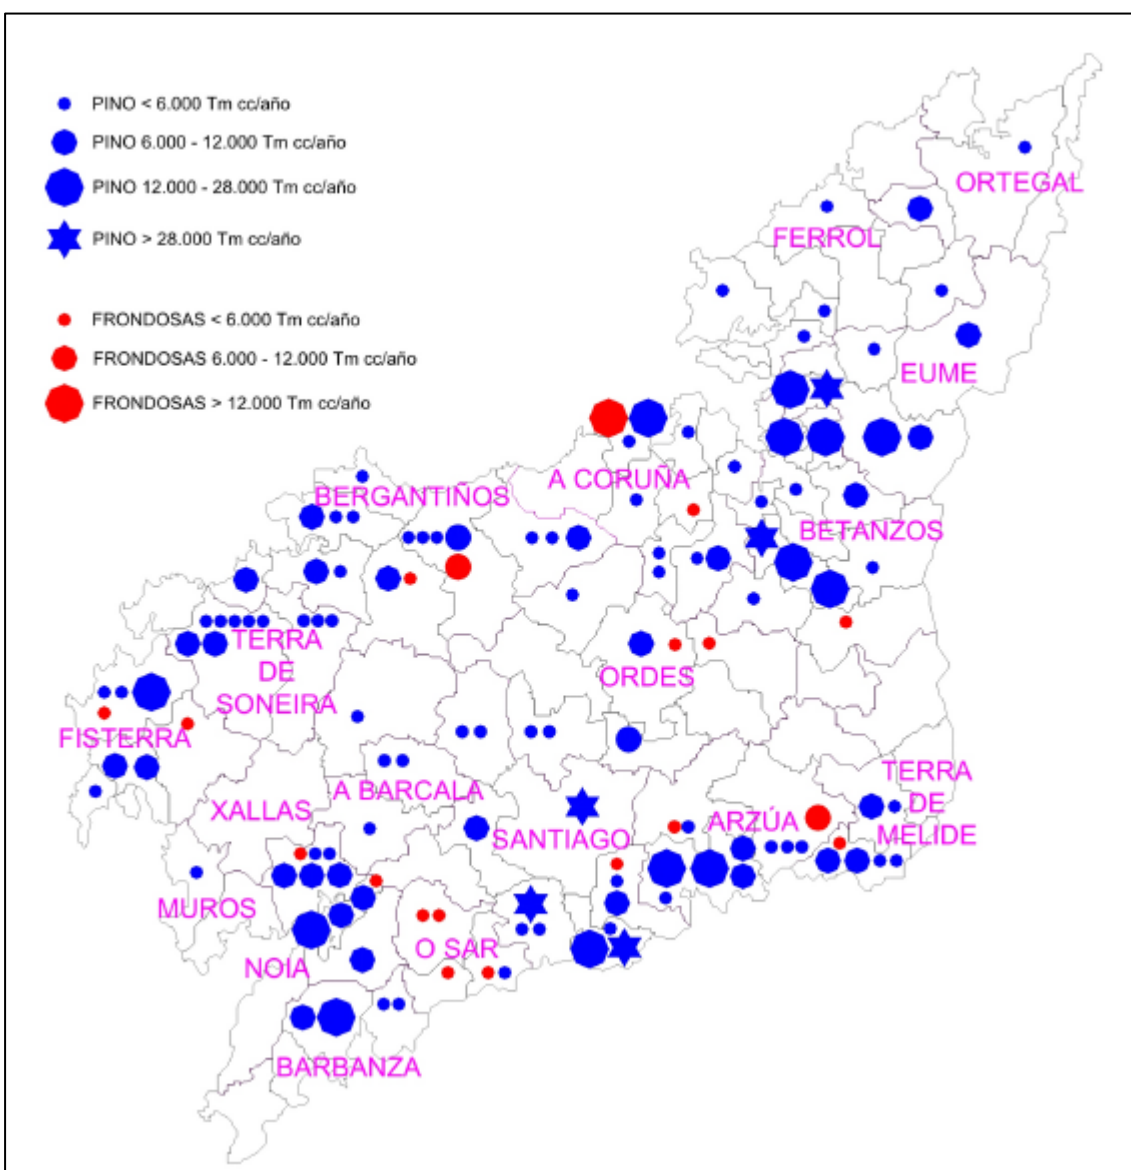 PINO < 6.000 Tm cc/año
PINO 6.000 - 12.000 Tm cc/año
PINO 12.000 - 28.000 Tm cc/año
PINO > 28.000 Tm cc/año
FRONDOSAS < 6.000 Tm cc/año
FRONDOSAS 6.000 - 12.000 Tm cc/año
FRONDOSAS > 12.000 Tm cc/año
ORTEGAL
FERROL
EUME
A CORUÑA
BERGANTIÑOS
BETANZOS
TERRA
DE
SONEIRA
ORDES
FISTERRA
XALLAS
A BARCALA
SANTIAGO
ARZÚA
TERRA
DE
MELIDE
MUROS
NOIA
O SAR
BARBANZA